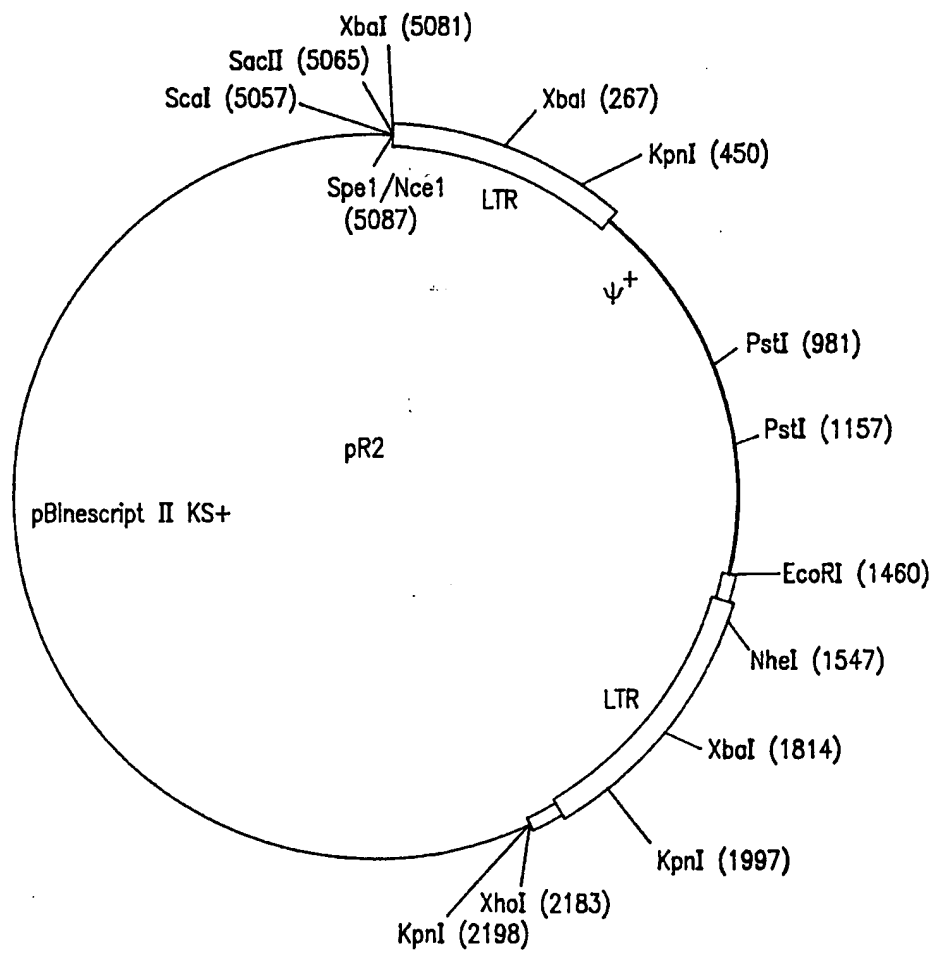 XbaI (5081)
SacII (5065)
ScaI (5057)
XbaI (267)
KpnI (450)
Spe1/Nce1
(5087)
LTR
ψ+
PstI (981)
PstI (1157)
pR2
pBinescript II KS+
EcoRI (1460)
NheI (1547)
LTR
XbaI (1814)
KpnI (1997)
XhoI (2183)
KpnI (2198)